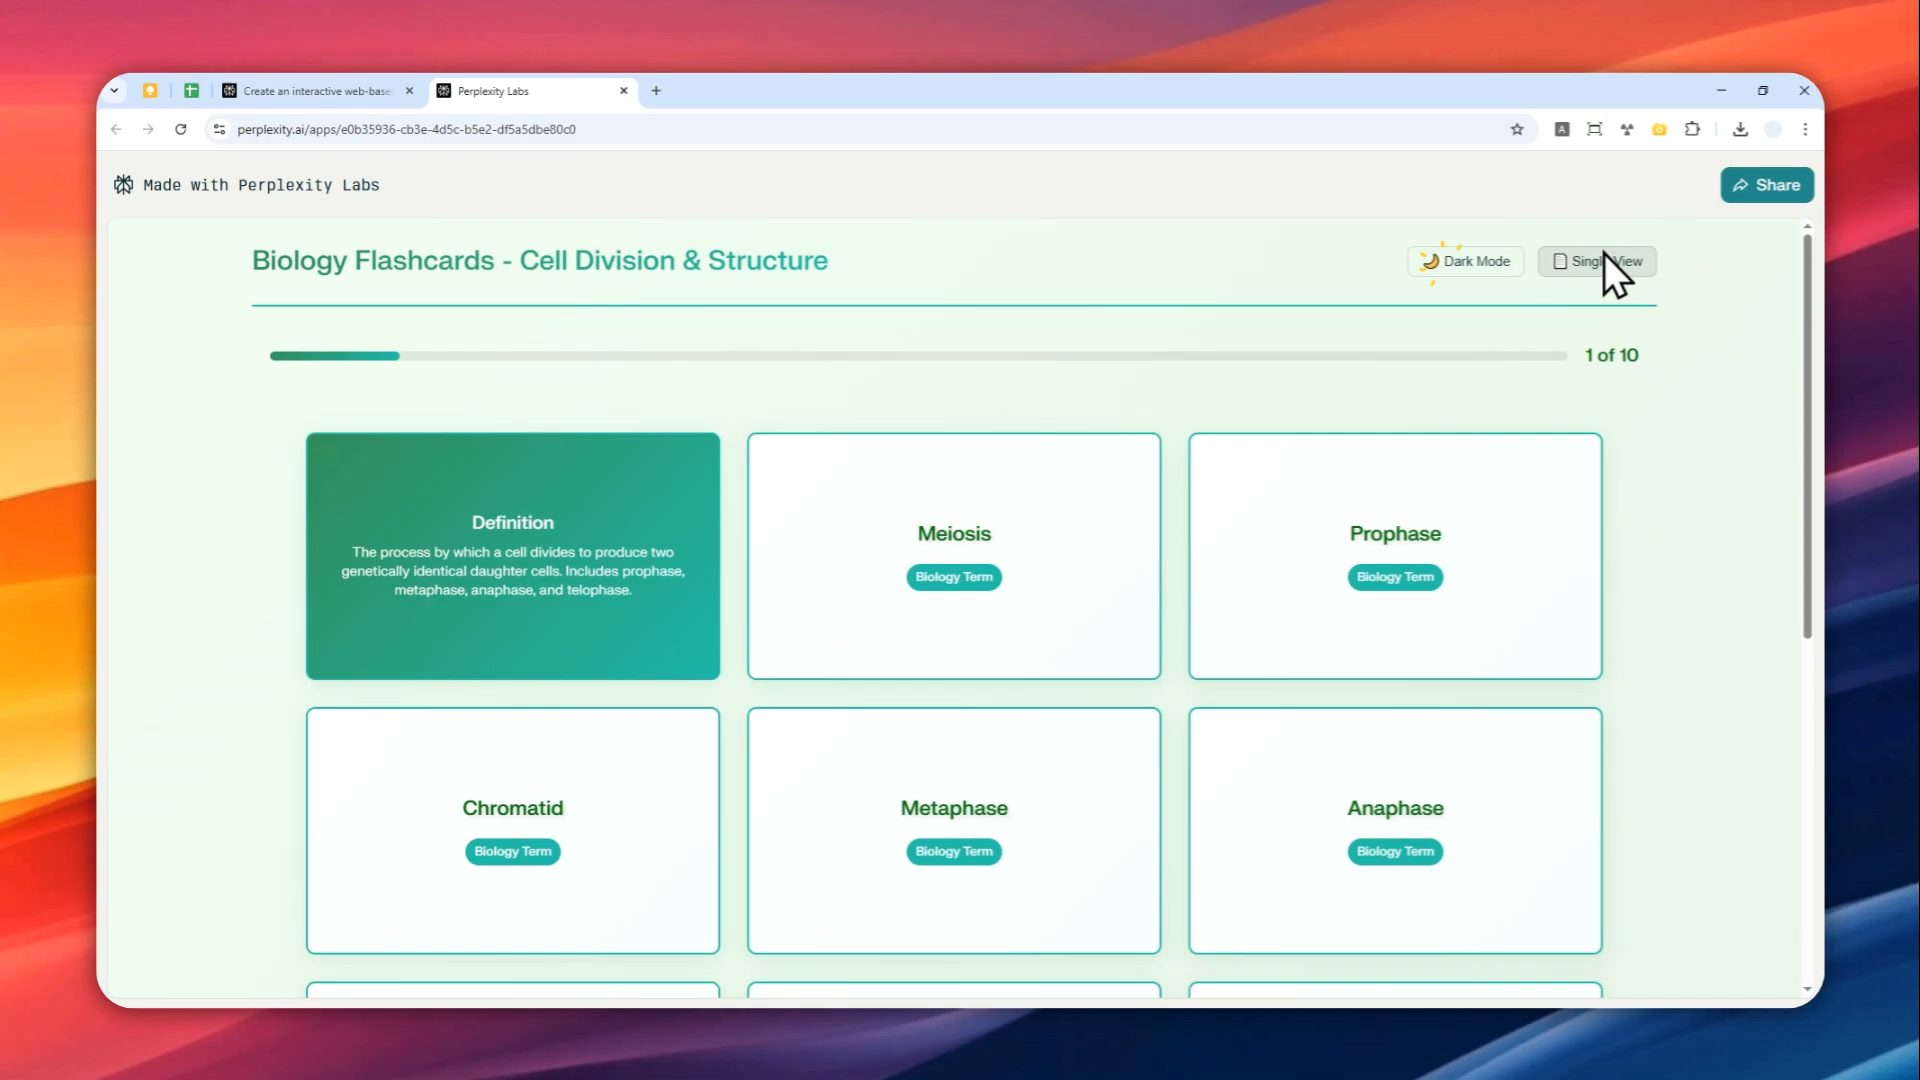 Create an interactive web-base
Perplexity Labs
perplexity.ai/apps/e0b35936-cb3e-4d5c-b5e2-df5a5dbe80c0
A
Made with Perplexity Labs
Share
Biology Flashcards - Cell Division & Structure
Dark Mode
View
1 of 10
Definition
The process by which a cell divides to produce two
genetically identical daughter cells. Includes prophase,
metaphase, anaphase, and telophase.
Meiosis
Biology Term
Prophase
Biology Term
Chromatid
Biology Term
Metaphase
Biology Term
Anaphase
Biology Term